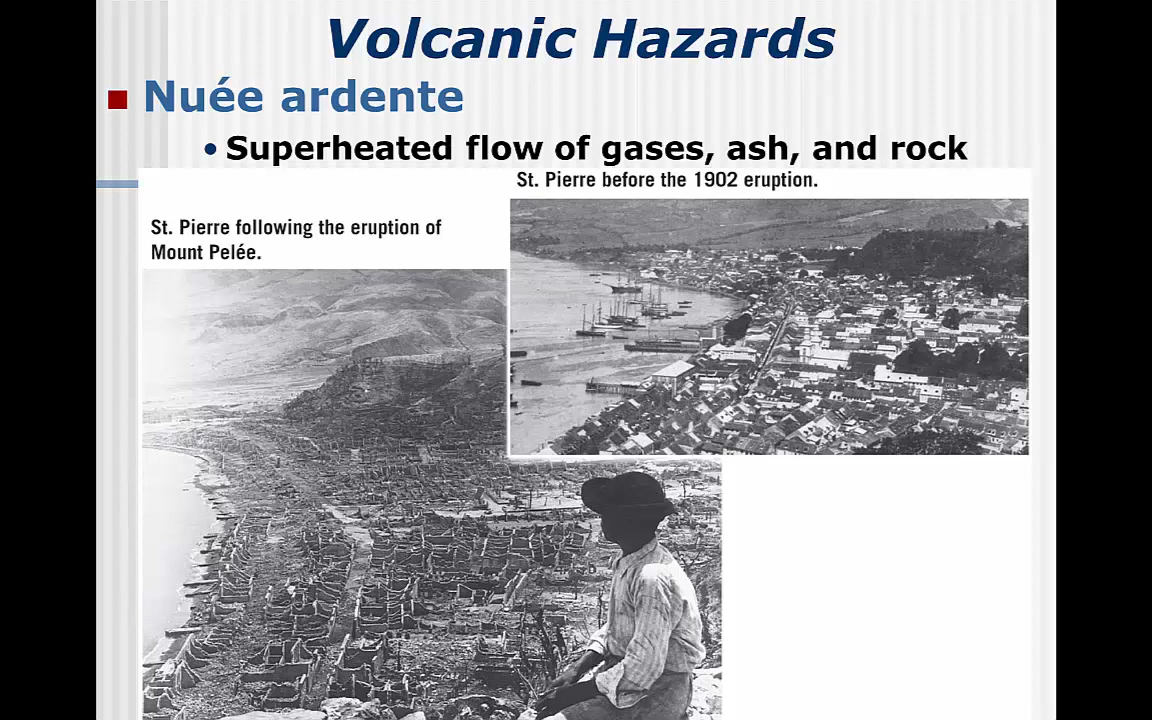 Volcanic Hazards
Nuée ardente
Superheated flow of gases, ash, and rock
St. Pierre before the 1902 eruption.
St. Pierre following the eruption of
Mount Pelée.